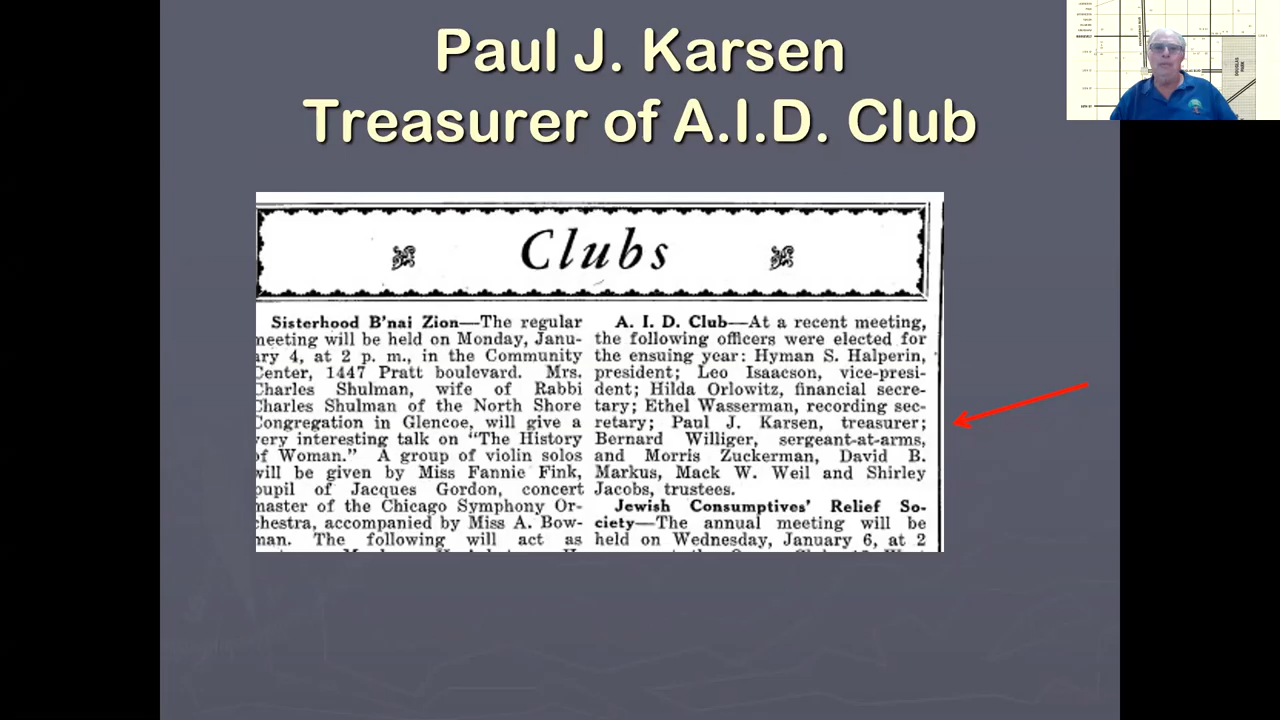 Paul J. Karsen
Treasurer of A.I.D. Club
Clubs
Sisterhood B'nai Zion—The regular
meeting will be held on Monday, Janu-
ary 4, at 2 p. m., in the Community
Center, 1447 Pratt boulevard. Mrs.
Charles Shulman, wife of Rabbi
Charles Shulman of the North Shore
Congregation in Glencoe, will give a
very interesting talk on "The History
of Woman." A group of violin solos
will be given by Miss Fannie Fink,
pupil of Jacques Gordon, concert
master of the Chicago Symphony Or-
chestra, accompanied by Miss A. Bow-
man. The following will act as
A. I. D. Club—At a recent meeting,
the following officers were elected for
the ensuing year: Hyman S. Halperin,
president; Leo Isaacson, vice-presi-
dent; Hilda Orlowitz, financial secre-
tary; Ethel Wasserman, recording sec-
retary; Paul J. Karsen, treasurer;
Bernard Williger, sergeant-at-arms,
and Morris Zuckerman, David B.
Markus, Mack W. Weil and Shirley
Jacobs, trustees.
Jewish Consumptives' Relief So-
ciety—The annual meeting will be
held on Wednesday, January 6, at 2
DOUGLAS
PARK